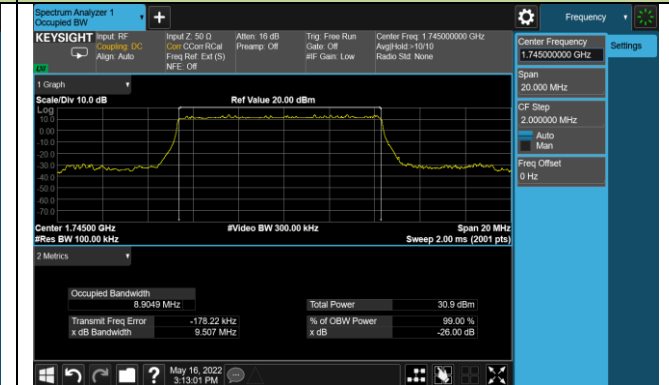 Spectrum Analyzer 1
Occupied BW
Frequency
KEYSIGHT
Input: RF
Coupling: DC
Align: Auto
Input Z: 50 Ω
Corr CCorr RCal
Freq Ref: Ext (S)
NFE: Off
Atten: 16 dB
Preamp: Off
Trig: Free Run
Gate: Off
#IF Gain: Low
Center Freq: 1.745000000 GHz
Avg|Hold:>10/10
Radio Std: None
1 Graph
Scale/Div 10.0 dB
Ref Value 20.00 dBm
Log
10.0
0.00
-10.0
-20.0
-30.0
-40.0
-50.0
-60.0
-70.0
Center 1.74500 GHz
#Video BW 300.00 kHz
Span 20 MHz
#Res BW 100.00 kHz
Sweep 2.00 ms (2001 pts)
2 Metrics
Occupied Bandwidth
8.9049 MHz
Total Power
30.9 dBm
Transmit Freq Error
-178.22 kHz
% of OBW Power
99.00 %
x dB Bandwidth
9.507 MHz
x dB
-26.00 dB
Center Frequency
1.745000000 GHz
Settings
Span
20.000 MHz
CF Step
2.000000 MHz
Auto
Man
Freq Offset
0 Hz
May 16, 2022
3:13:01 PM